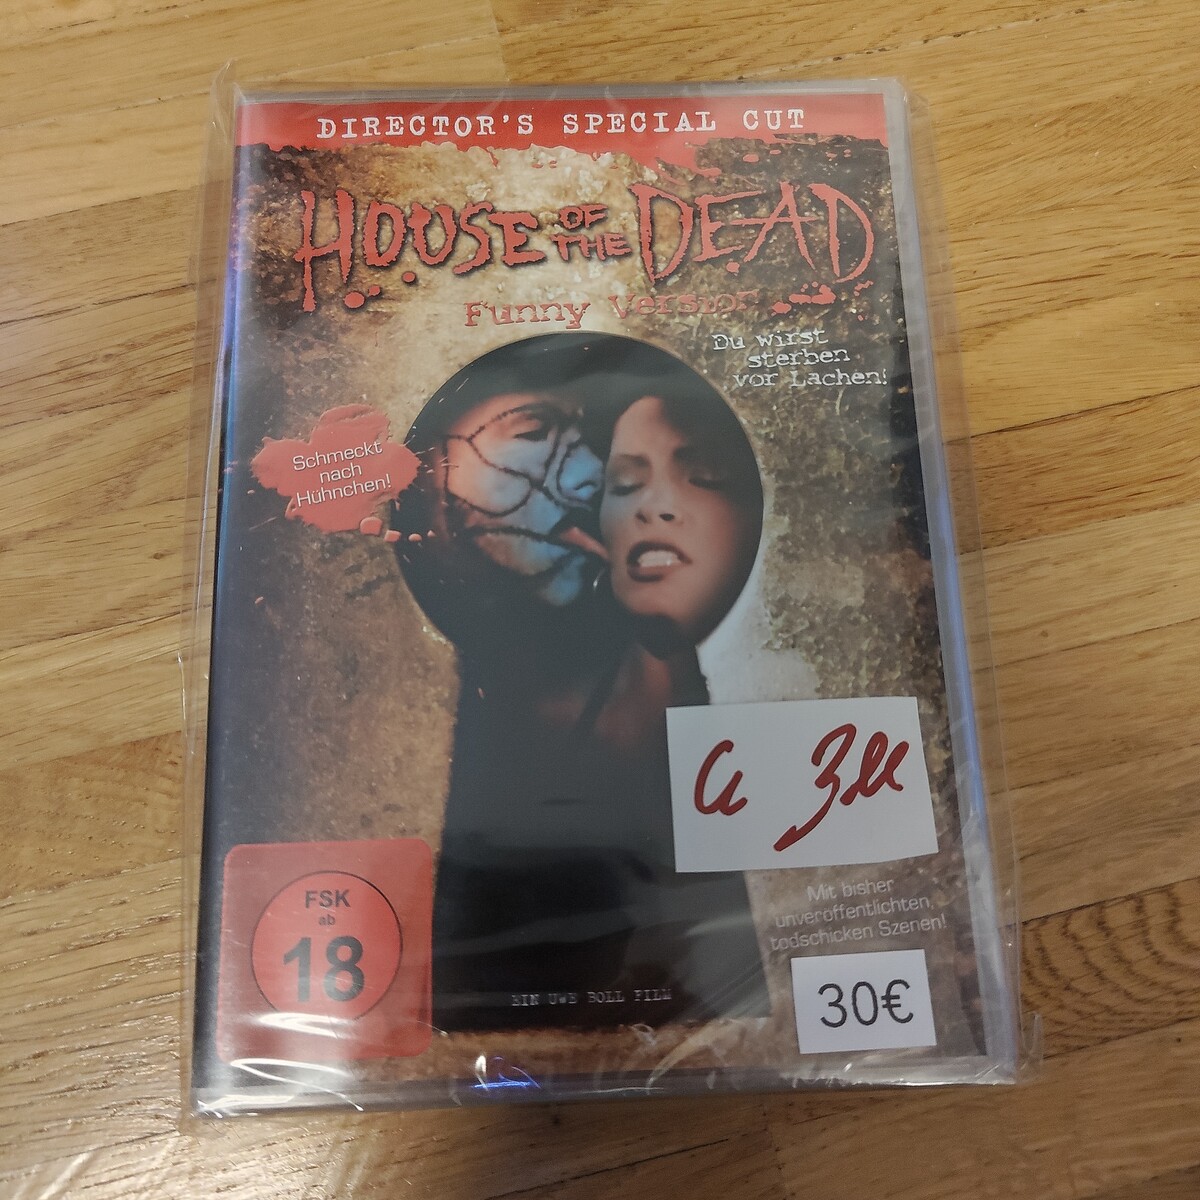 DIRECTOR'S SPECIAL CUT
HOUSE OF THE DEAD
Funny Version
Du wirst
sterben
vor Lachen!
Schmeckt
nach
Hühnchen!
Mit bisher
unveröffentlichten,
todschicken Szenen!
FSK
ab
18
EIN UWE BOLL FILM
30€